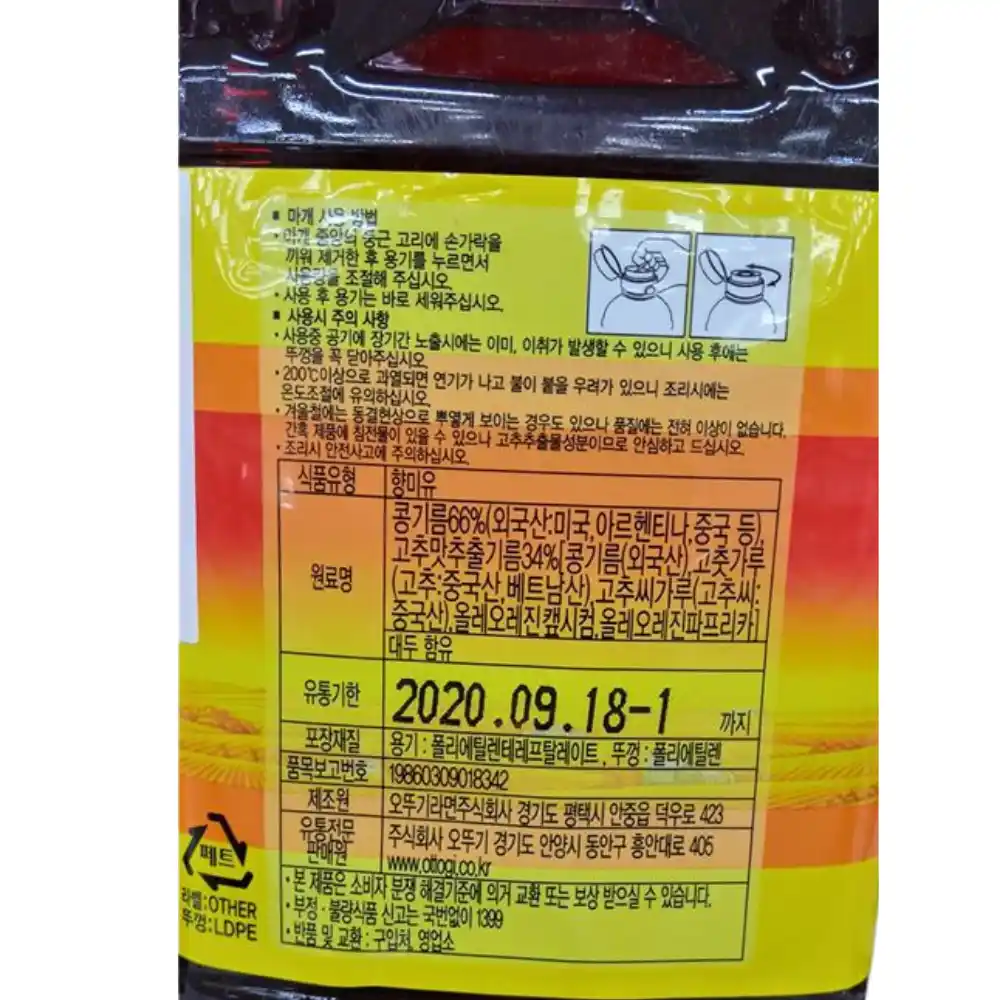 ■ 마개 사용 방법
· 마개 중앙의 둥근 고리에 손가락을
끼워 제거한 후 용기를 누르면서
사용량을 조절해 주십시오.
· 사용 후 용기는 바로 세워주십시오.
■ 사용시 주의 사항
· 사용중 공기에 장기간 노출시에는 이미, 이취가 발생할 수 있으니 사용 후에는
뚜껑을 꼭 닫아주십시오.
· 200℃이상으로 과열되면 연기가 나고 불이 붙을 우려가 있으니 조리시에는
온도조절에 유의하십시오.
· 겨울철에는 동결현상으로 뿌옇게 보이는 경우도 있으나 품질에는 전혀 이상이 없습니다.
간혹 제품에 침전물이 있을 수 있으나 고추추출물성분이므로 안심하고 드십시오.
· 조리시 안전사고에 주의하십시오.
식품유형 향미유
원료명 콩기름66%(외국산:미국,아르헨티나,중국 등),
고추맛추출기름34%[콩기름(외국산),고춧가루
(고추:중국산,베트남산),고추씨가루(고추씨:
중국산),올레오레진캪시컴,올레오레진파프리카]
대두 함유
유통기한 2020.09.18-1 까지
포장재질 용기 : 폴리에틸렌테레프탈레이트, 뚜껑 : 폴리에틸렌
품목보고번호 19860309018342
제조원 오뚜기라면주식회사 경기도 평택시 안중읍 덕우로 423
유통전문 주식회사 오뚜기 경기도 안양시 동안구 흥안대로 405
판매원 www.ottogi.co.kr
· 본 제품은 소비자 분쟁 해결기준에 의거 교환 또는 보상 받으실 수 있습니다.
· 부정·불량식품 신고는 국번없이 1399
· 반품 및 교환 : 구입처, 영업소
페트
라벨:OTHER
뚜껑:LDPE